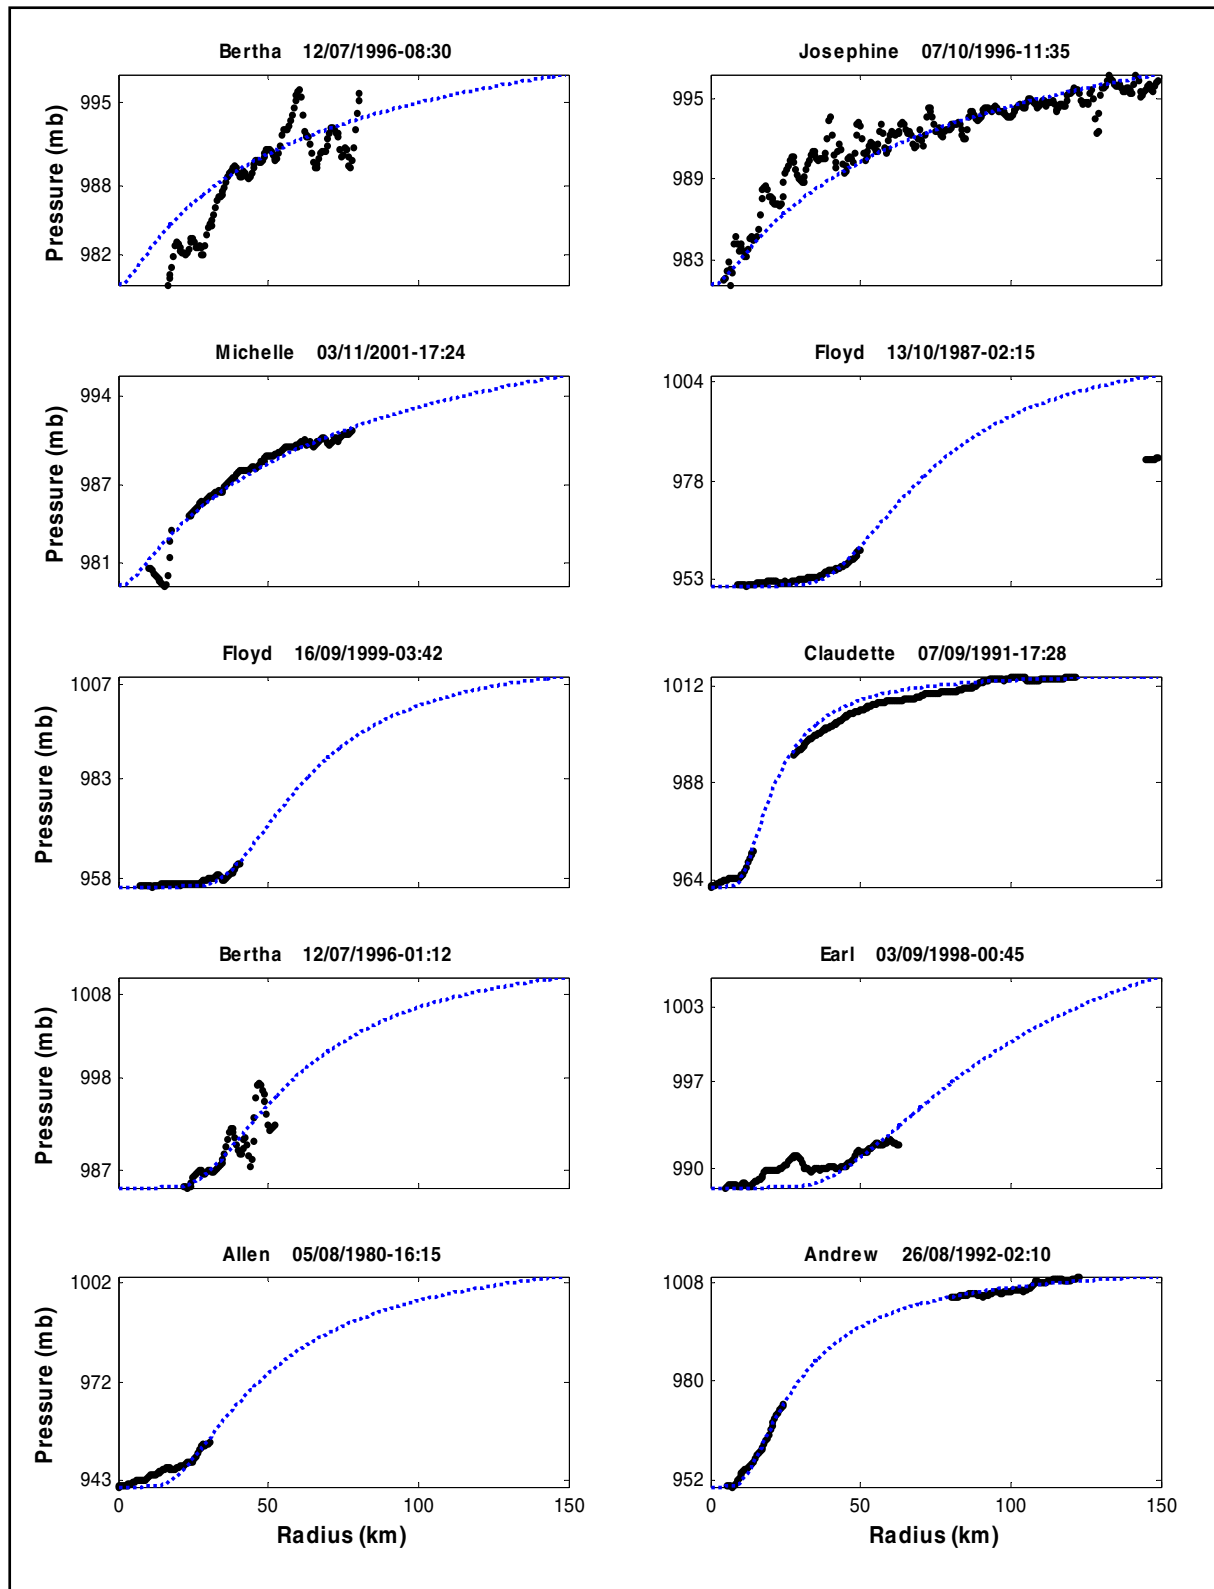 Bertha 12/07/1996-08:30
995
988
982
Pressure (mb)
Josephine 07/10/1996-11:35
995
989
983
Michelle 03/11/2001-17:24
994
987
981
Pressure (mb)
Floyd 13/10/1987-02:15
1004
978
953
Floyd 16/09/1999-03:42
1007
983
958
Pressure (mb)
Claudette 07/09/1991-17:28
1012
988
964
Bertha 12/07/1996-01:12
1008
998
987
Pressure (mb)
Earl 03/09/1998-00:45
1003
997
990
Allen 05/08/1980-16:15
1002
972
943
Pressure (mb)
0 50 100 150
Radius (km)
Andrew 26/08/1992-02:10
1008
980
952
0 50 100 150
Radius (km)